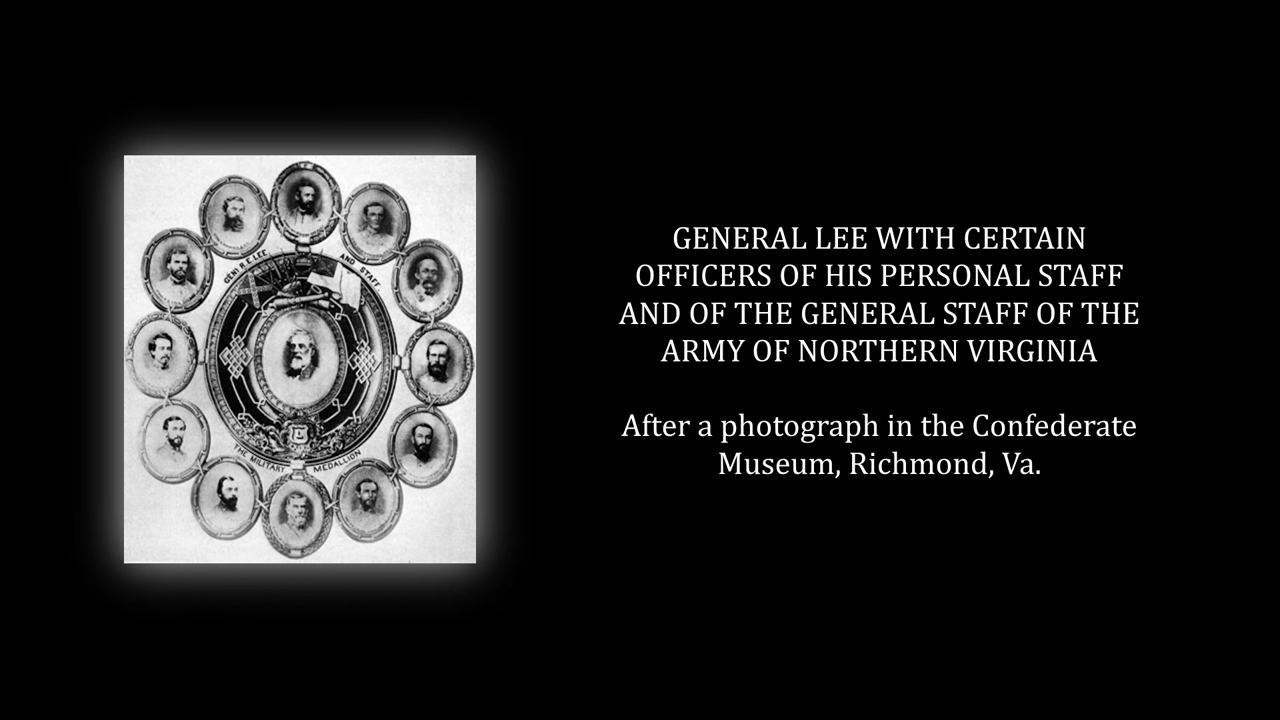 GENL R.E. LEE AND STAFF.
THE MILITARY MEDALLION
GENERAL LEE WITH CERTAIN
OFFICERS OF HIS PERSONAL STAFF
AND OF THE GENERAL STAFF OF THE
ARMY OF NORTHERN VIRGINIA
After a photograph in the Confederate
Museum, Richmond, Va.